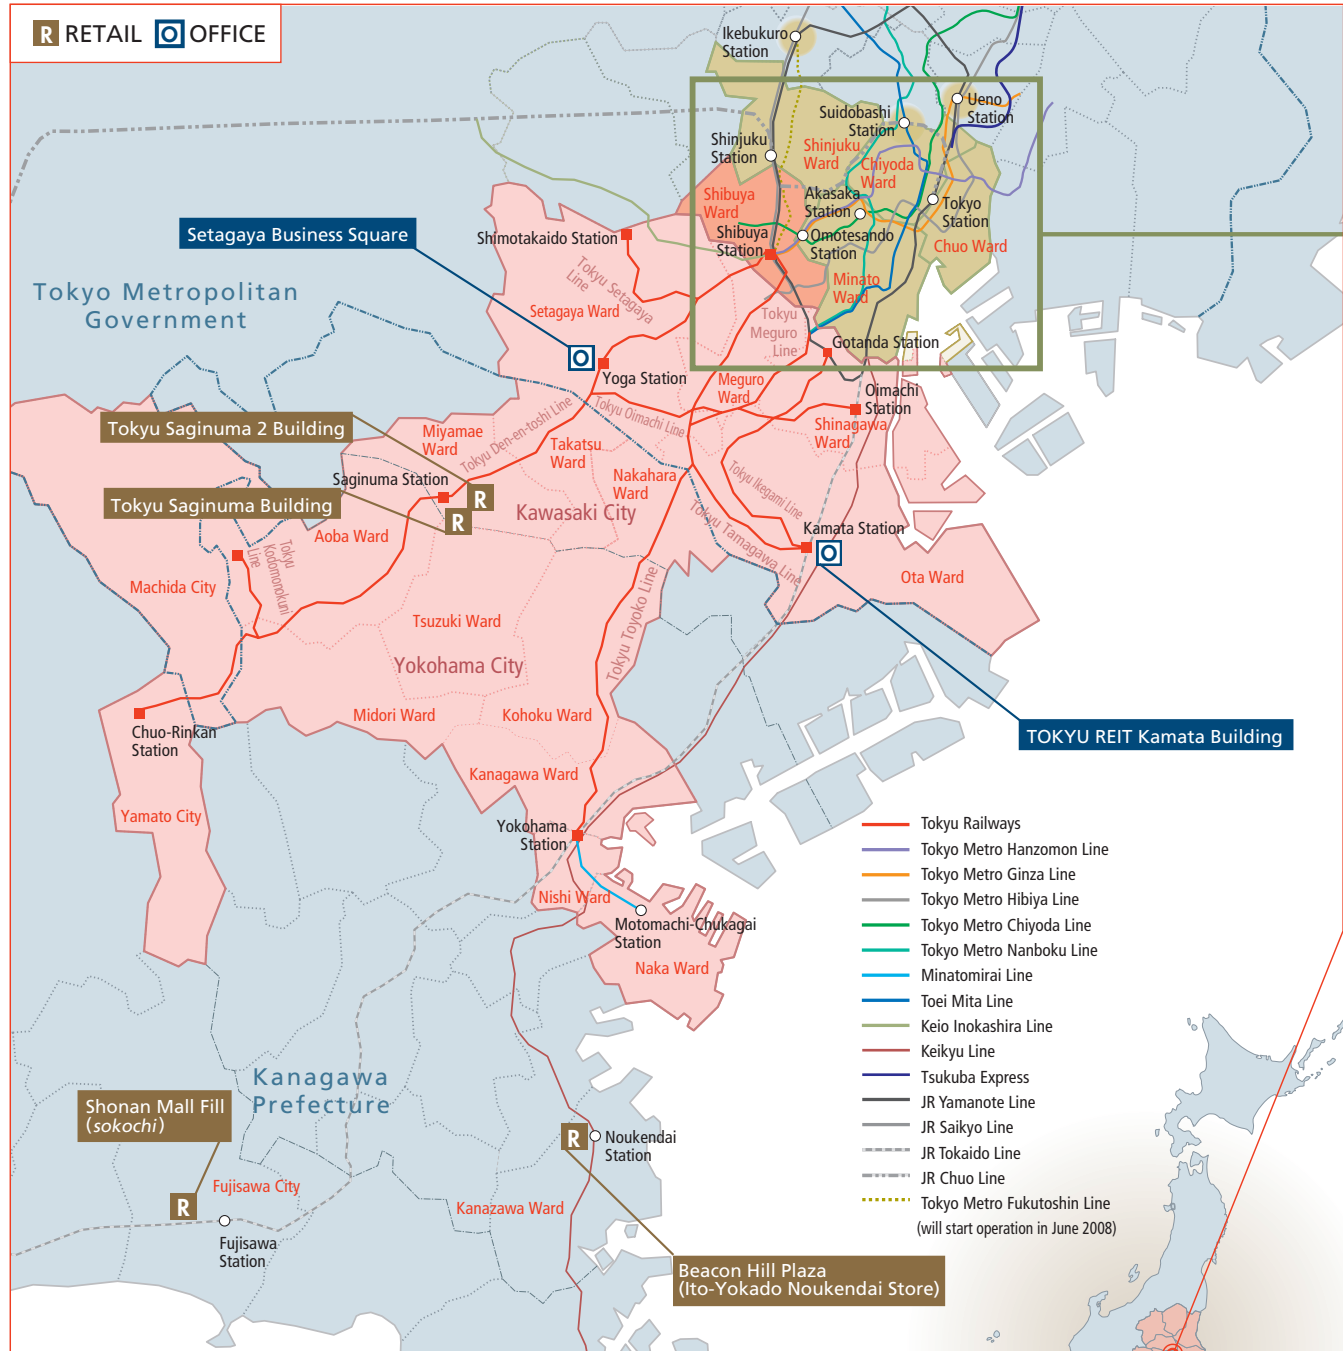 R RETAIL O OFFICE
Ikebukuro
Station
Ueno
Station
Suidobashi
Station
Shinjuku
Station
Shinjuku
Ward
Chiyoda
Ward
Shibuya
Ward
Akasaka
Station
Tokyo
Station
Shibuya
Station
Omotesando
Station
Chuo Ward
Minato
Ward
Setagaya Business Square
Shimotakaido Station
Tokyu Setagaya
Line
Tokyo Metropolitan
Government
Setagaya Ward
Tokyu
Meguro
Line
Gotanda Station
O
Yoga Station
Meguro
Ward
Oimachi
Station
Tokyu Saginuma 2 Building
Miyamae
Ward
Tokyu Den-en-toshi Line
Tokyu Oimachi Line
Takatsu
Ward
Shinagawa
Ward
Saginuma Station
Nakahara
Ward
Tokyu Ikegami Line
R
Tokyu Saginuma Building
R
Kawasaki City
Tokyu Tamagawa Line
Kamata Station
O
Aoba Ward
Tokyu
Kodomonokuni
Line
Machida City
Ota Ward
Tsuzuki Ward
Tokyu Toyoko Line
Yokohama City
Midori Ward
Kohoku Ward
Chuo-Rinkan
Station
TOKYU REIT Kamata Building
Kanagawa Ward
Yamato City
Yokohama
Station
Nishi Ward
Motomachi-Chukagai
Station
Naka Ward
Tokyu Railways
Tokyo Metro Hanzomon Line
Tokyo Metro Ginza Line
Tokyo Metro Hibiya Line
Tokyo Metro Chiyoda Line
Tokyo Metro Nanboku Line
Minatomirai Line
Toei Mita Line
Keio Inokashira Line
Keikyu Line
Tsukuba Express
JR Yamanote Line
JR Saikyo Line
JR Tokaido Line
JR Chuo Line
Tokyo Metro Fukutoshin Line
(will start operation in June 2008)
Kanagawa
Prefecture
Shonan Mall Fill
(sokochi)
R
Noukendai
Station
Fujisawa City
R
Kanazawa Ward
Fujisawa
Station
Beacon Hill Plaza
(Ito-Yokado Noukendai Store)